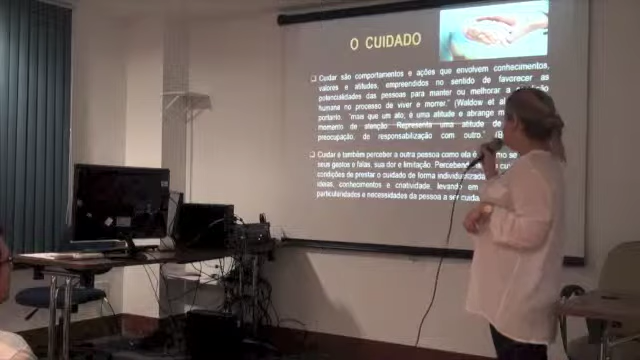 O CUIDADO
Cuidar são comportamentos e ações que envolvem conhecimentos,
valores e atitudes, empreendidos no sentido de favorecer as
potencialidades das pessoas para manter ou melhorar a condição
humana no processo de viver e morrer." (Waldow et al
portanto, "mais que um ato, é uma atitude e abrange m
momento de atenção. Representa uma atitude de
preocupação, de responsabilização com outro." (B
Cuidar é também perceber a outra pessoa como ela é
seus gestos e falas, sua dor e limitação.
condições de prestar o cuidado de forma individualizada
ideias, conhecimentos e criatividade, levando em
particularidades e necessidades da pessoa a ser cuida